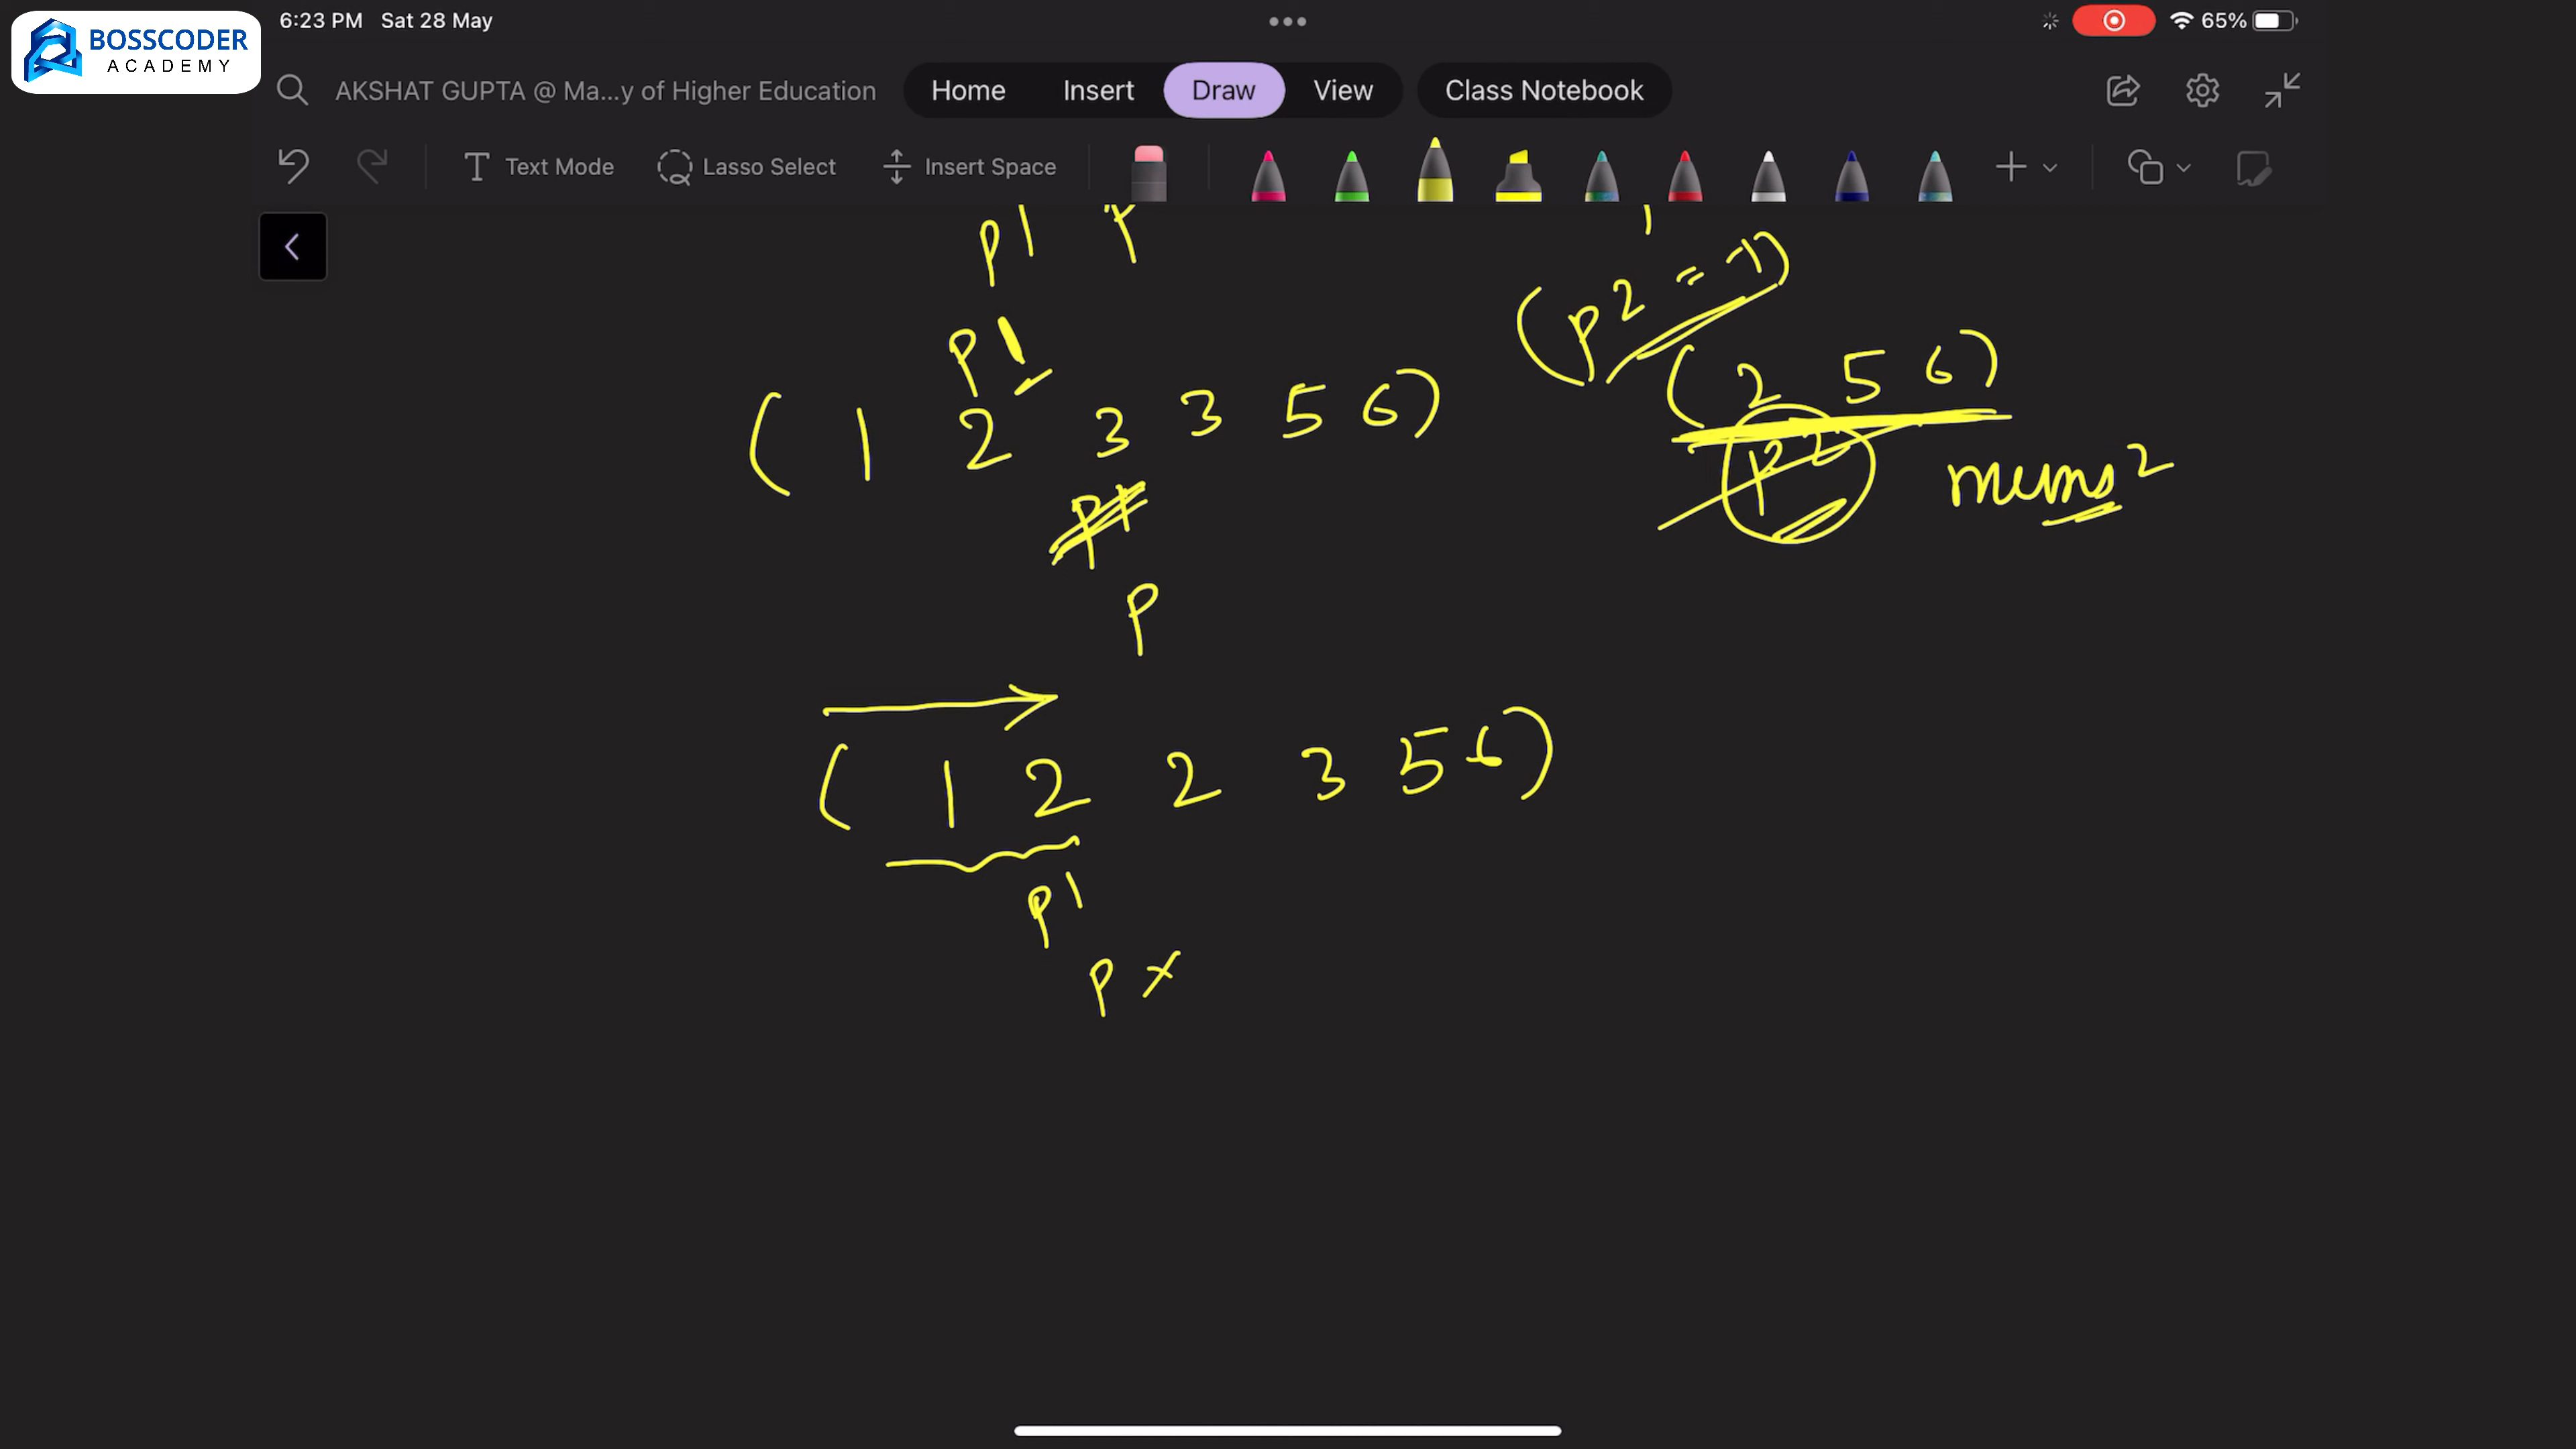 BOSSCODER
ACADEMY
6:23 PM Sat 28 May
65%
AKSHAT GUPTA @ Ma...y of Higher Education
Home Insert Draw View Class Notebook
Text Mode Lasso Select Insert Space
p1 p
(p2 = -1)
p1
( 1 2 3 3 5 6)
( 2 5 6)
p2
nums2
p1
p
( 1 2 2 3 5 6)
p1
p